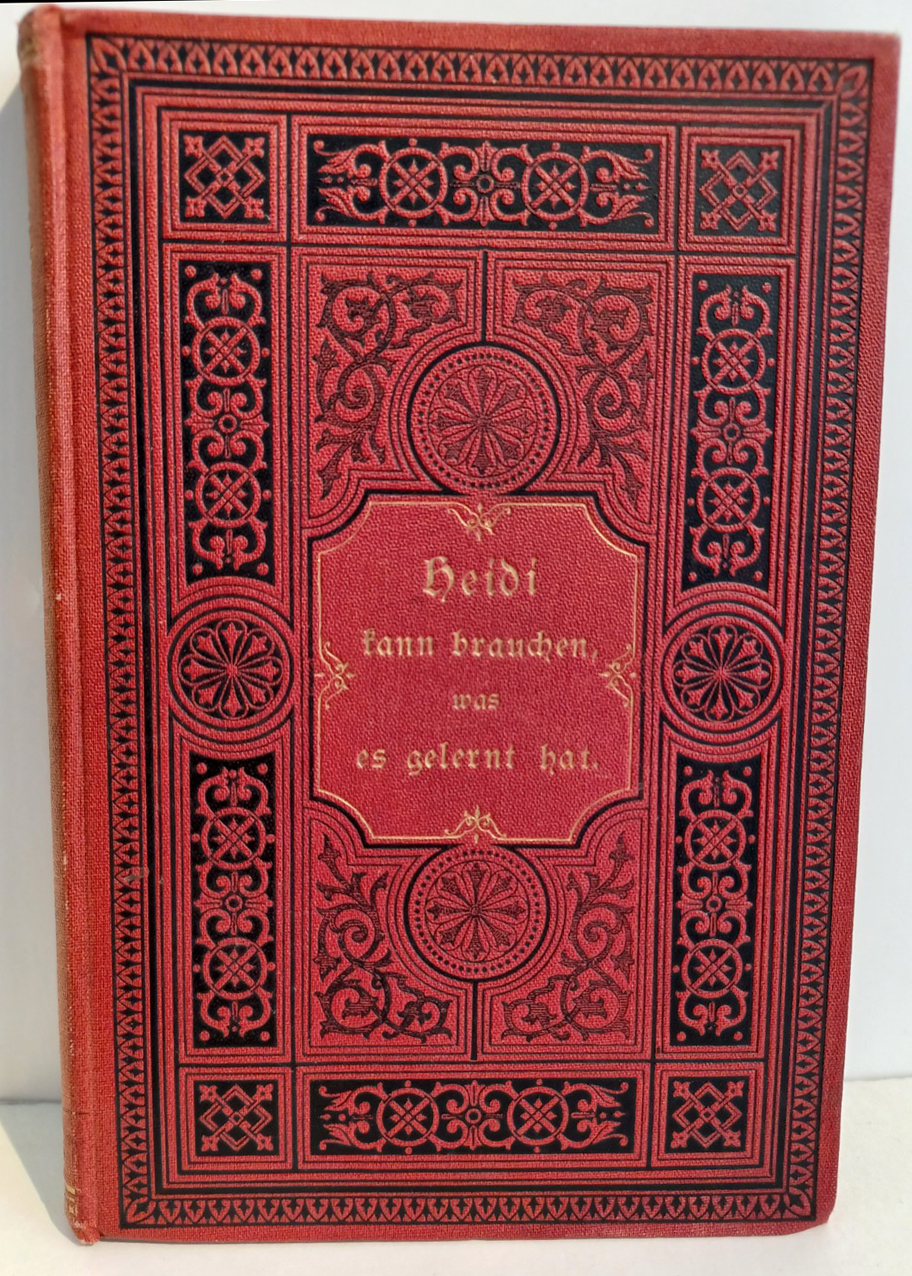 Heidi
kann brauchen,
was
es gelernt hat.